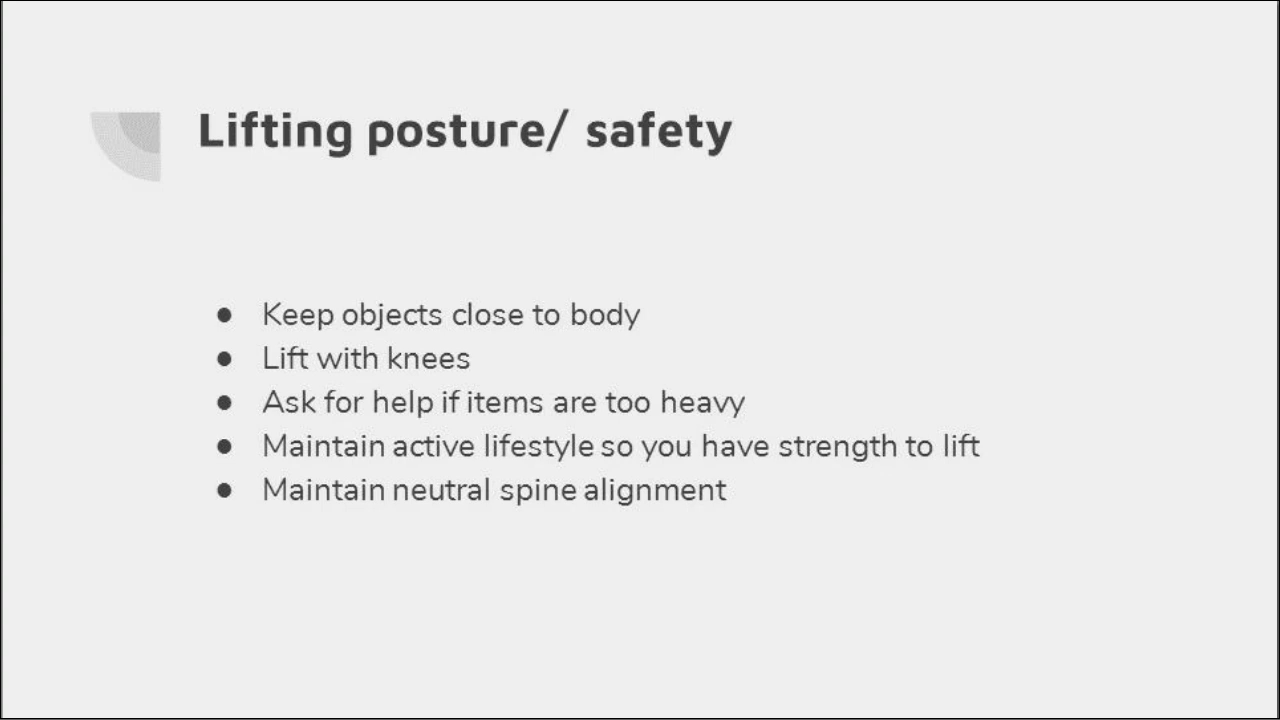 Lifting posture/ safety
● Keep objects close to body
● Lift with knees
● Ask for help if items are too heavy
● Maintain active lifestyle so you have strength to lift
● Maintain neutral spine alignment